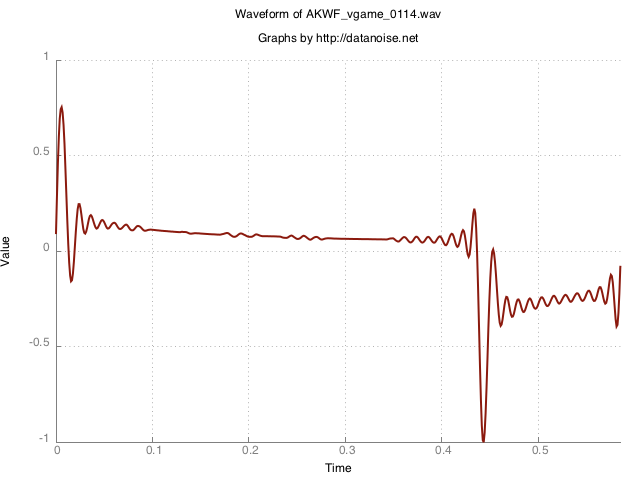 Waveform of AKWF_vgame_0114.wav
Graphs by http://datanoise.net
1
0.5
0
-0.5
-1
Value
0 0.1 0.2 0.3 0.4 0.5
Time